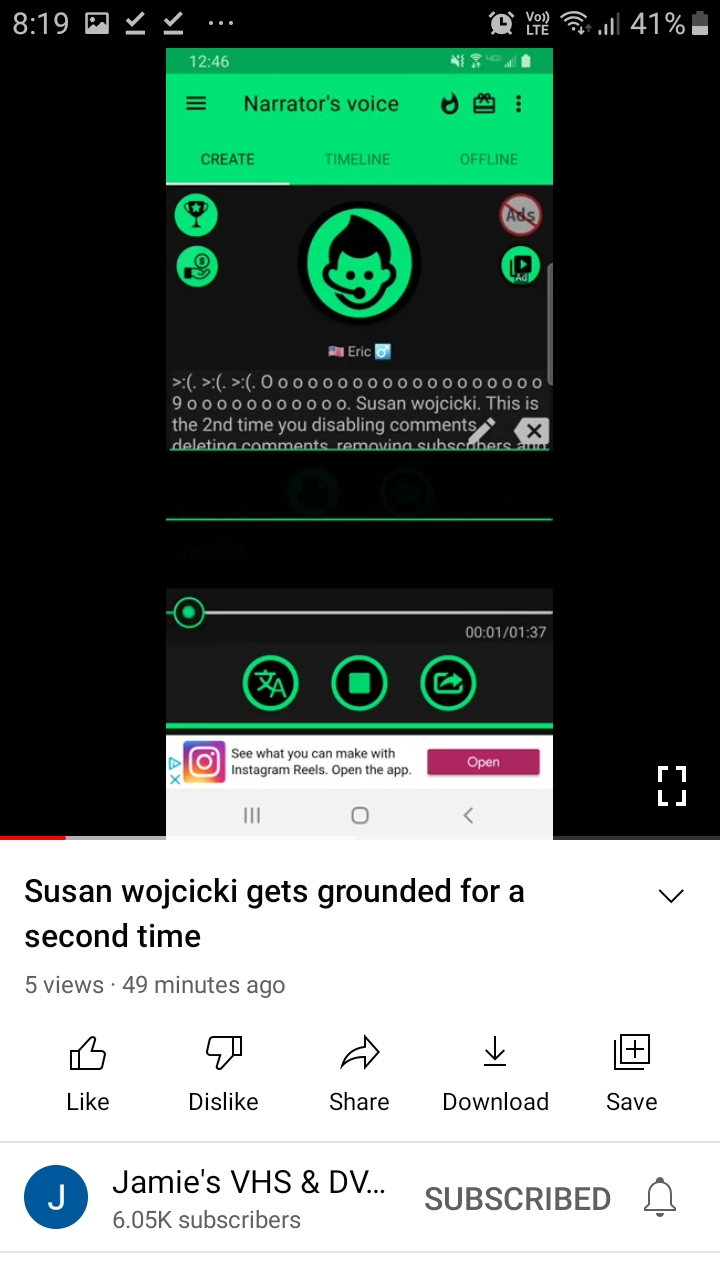 8:19
Vo))
LTE
41%
12:46
Narrator's voice
CREATE
TIMELINE
OFFLINE
Ads
Ad
🇺🇸 Eric ♂️
>:(. >:(. >:(. O o o o o o o o o o o o o o o o o o o
9 o o o o o o o o o o o. Susan wojcicki. This is
the 2nd time you disabling comments
deleting comments, removing subscribers and
00:01/01:37
See what you can make with
Instagram Reels. Open the app.
Open
Susan wojcicki gets grounded for a
second time
5 views · 49 minutes ago
Like
Dislike
Share
Download
Save
J
Jamie's VHS & DV...
6.05K subscribers
SUBSCRIBED